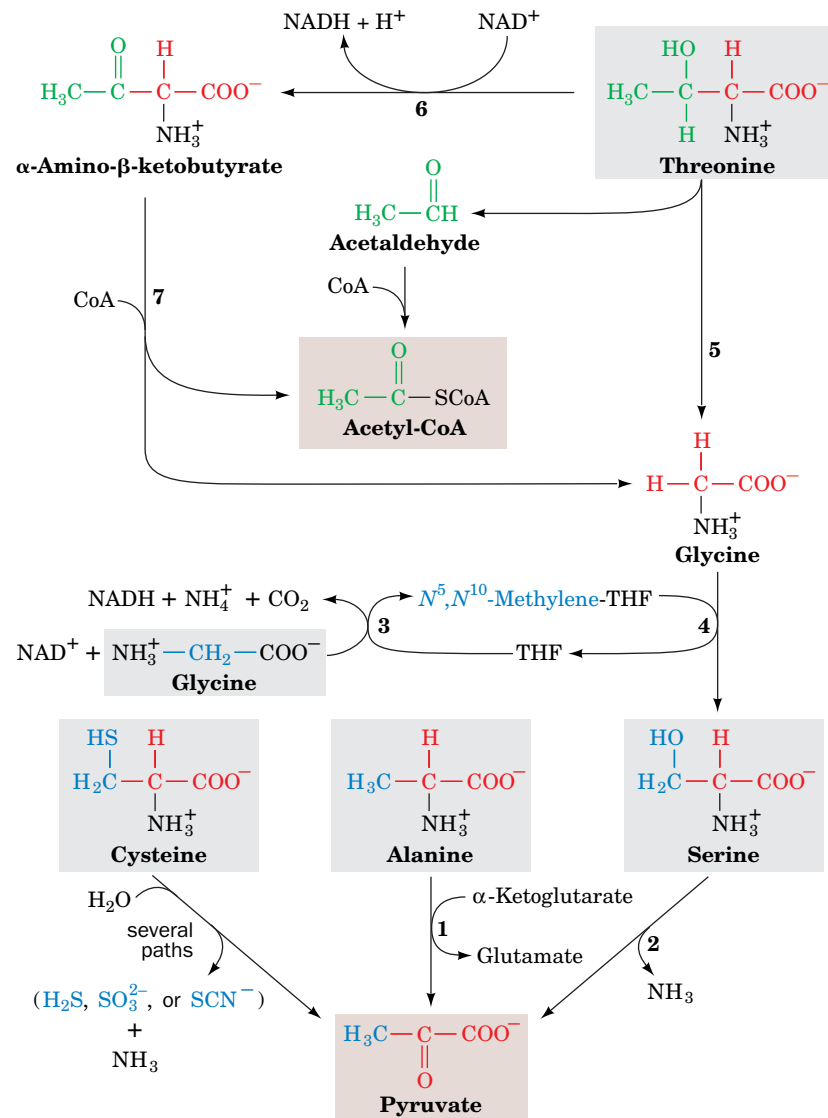 NADH + H⁺
NAD⁺
O
H
H₃C—C—C—COO⁻
NH₃⁺
α-Amino-β-ketobutyrate
6
HO H
H₃C—C—C—COO⁻
H NH₃⁺
Threonine
O
H₃C—CH
Acetaldehyde
CoA
7
CoA
5
O
H₃C—C—SCoA
Acetyl-CoA
H
H—C—COO⁻
NH₃⁺
Glycine
NADH + NH₄⁺ + CO₂
N⁵,N¹⁰-Methylene-THF
3
4
NAD⁺ + NH₃⁺—CH₂—COO⁻
Glycine
THF
HS H
H₂C—C—COO⁻
NH₃⁺
Cysteine
H
H₃C—C—COO⁻
NH₃⁺
Alanine
HO H
H₂C—C—COO⁻
NH₃⁺
Serine
H₂O
several
paths
(H₂S, SO₃²⁻, or SCN⁻)
+
NH₃
α-Ketoglutarate
1
Glutamate
2
NH₃
H₃C—C—COO⁻
O
Pyruvate